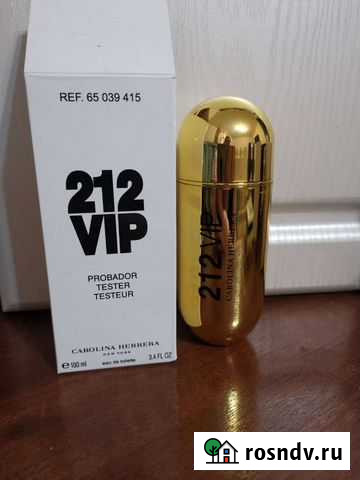 REF. 65 039 415
212
VIP
PROBADOR
TESTER
TESTEUR
CAROLINA HERRERA
NEW YORK
e 100 ml
eau de toilette
3.4 FL OZ
212 VIP
CAROLINA HERRERA
rosndv.ru